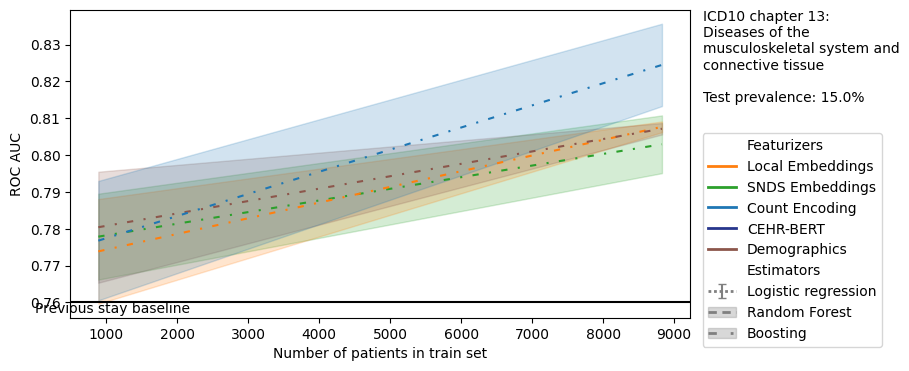 ICD10 chapter 13:
Diseases of the
musculoskeletal system and
connective tissue
Test prevalence: 15.0%
ROC AUC
0.83
0.82
0.81
0.80
0.79
0.78
0.77
0.76
Previous stay baseline
1000 2000 3000 4000 5000 6000 7000 8000 9000
Number of patients in train set
Featurizers
Local Embeddings
SNDS Embeddings
Count Encoding
CEHR-BERT
Demographics
Estimators
Logistic regression
Random Forest
Boosting